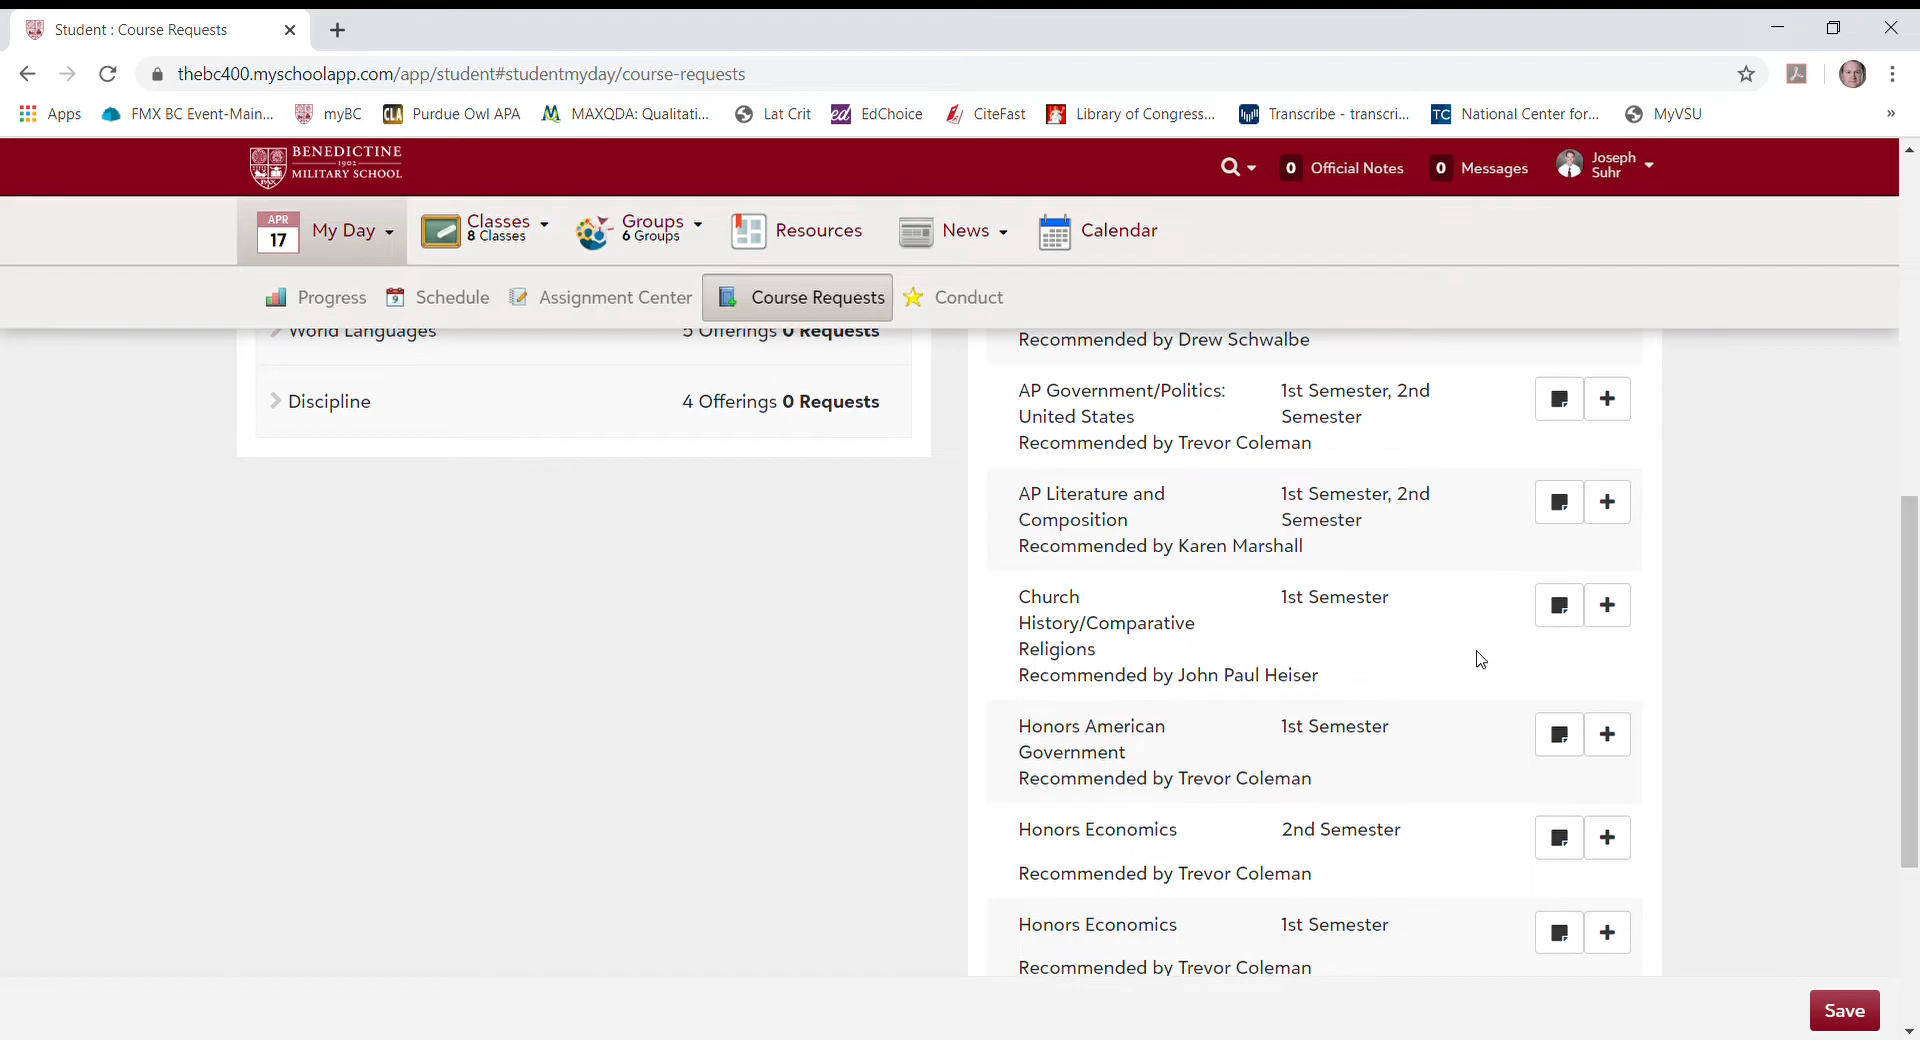 Student : Course Requests
thebc400.myschoolapp.com/app/student#studentmyday/course-requests
Apps
FMX BC Event-Main...
myBC
CLA
Purdue Owl APA
MAXQDA: Qualitati...
Lat Crit
ed
EdChoice
CiteFast
Library of Congress...
Transcribe - transcri...
TC
National Center for...
MyVSU
»
BENEDICTINE
1902
MILITARY SCHOOL
0 Official Notes
0 Messages
Joseph
Suhr
APR
17
My Day
Classes
8 Classes
Groups
6 Groups
Resources
News
Calendar
Progress
9
Schedule
Assignment Center
Course Requests
Conduct
World Languages 5 Offerings 0 Requests
Discipline 4 Offerings 0 Requests
Recommended by Drew Schwalbe
AP Government/Politics: 1st Semester, 2nd
United States Semester
Recommended by Trevor Coleman
AP Literature and 1st Semester, 2nd
Composition Semester
Recommended by Karen Marshall
Church 1st Semester
History/Comparative
Religions
Recommended by John Paul Heiser
Honors American 1st Semester
Government
Recommended by Trevor Coleman
Honors Economics 2nd Semester
Recommended by Trevor Coleman
Honors Economics 1st Semester
Recommended by Trevor Coleman
Save